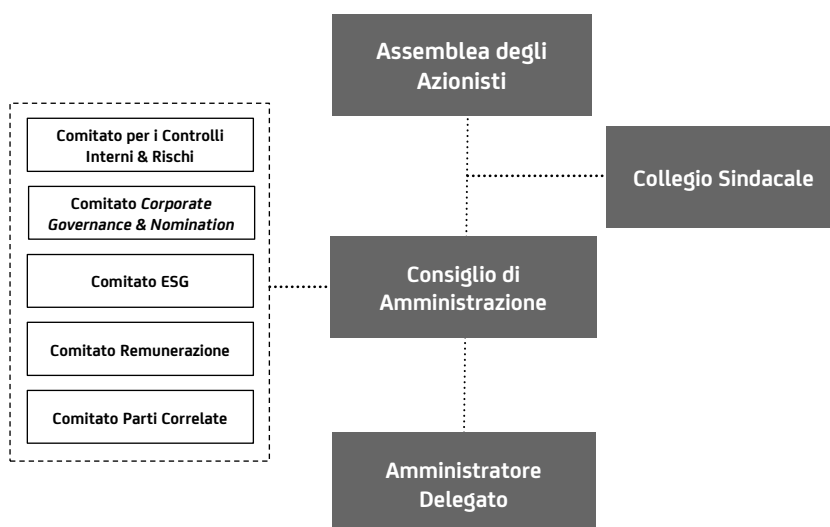 Assemblea degli
Azionisti
Comitato per i Controlli
Interni & Rischi
Comitato Corporate
Governance & Nomination
Comitato ESG
Comitato Remunerazione
Comitato Parti Correlate
Collegio Sindacale
Consiglio di
Amministrazione
Amministratore
Delegato